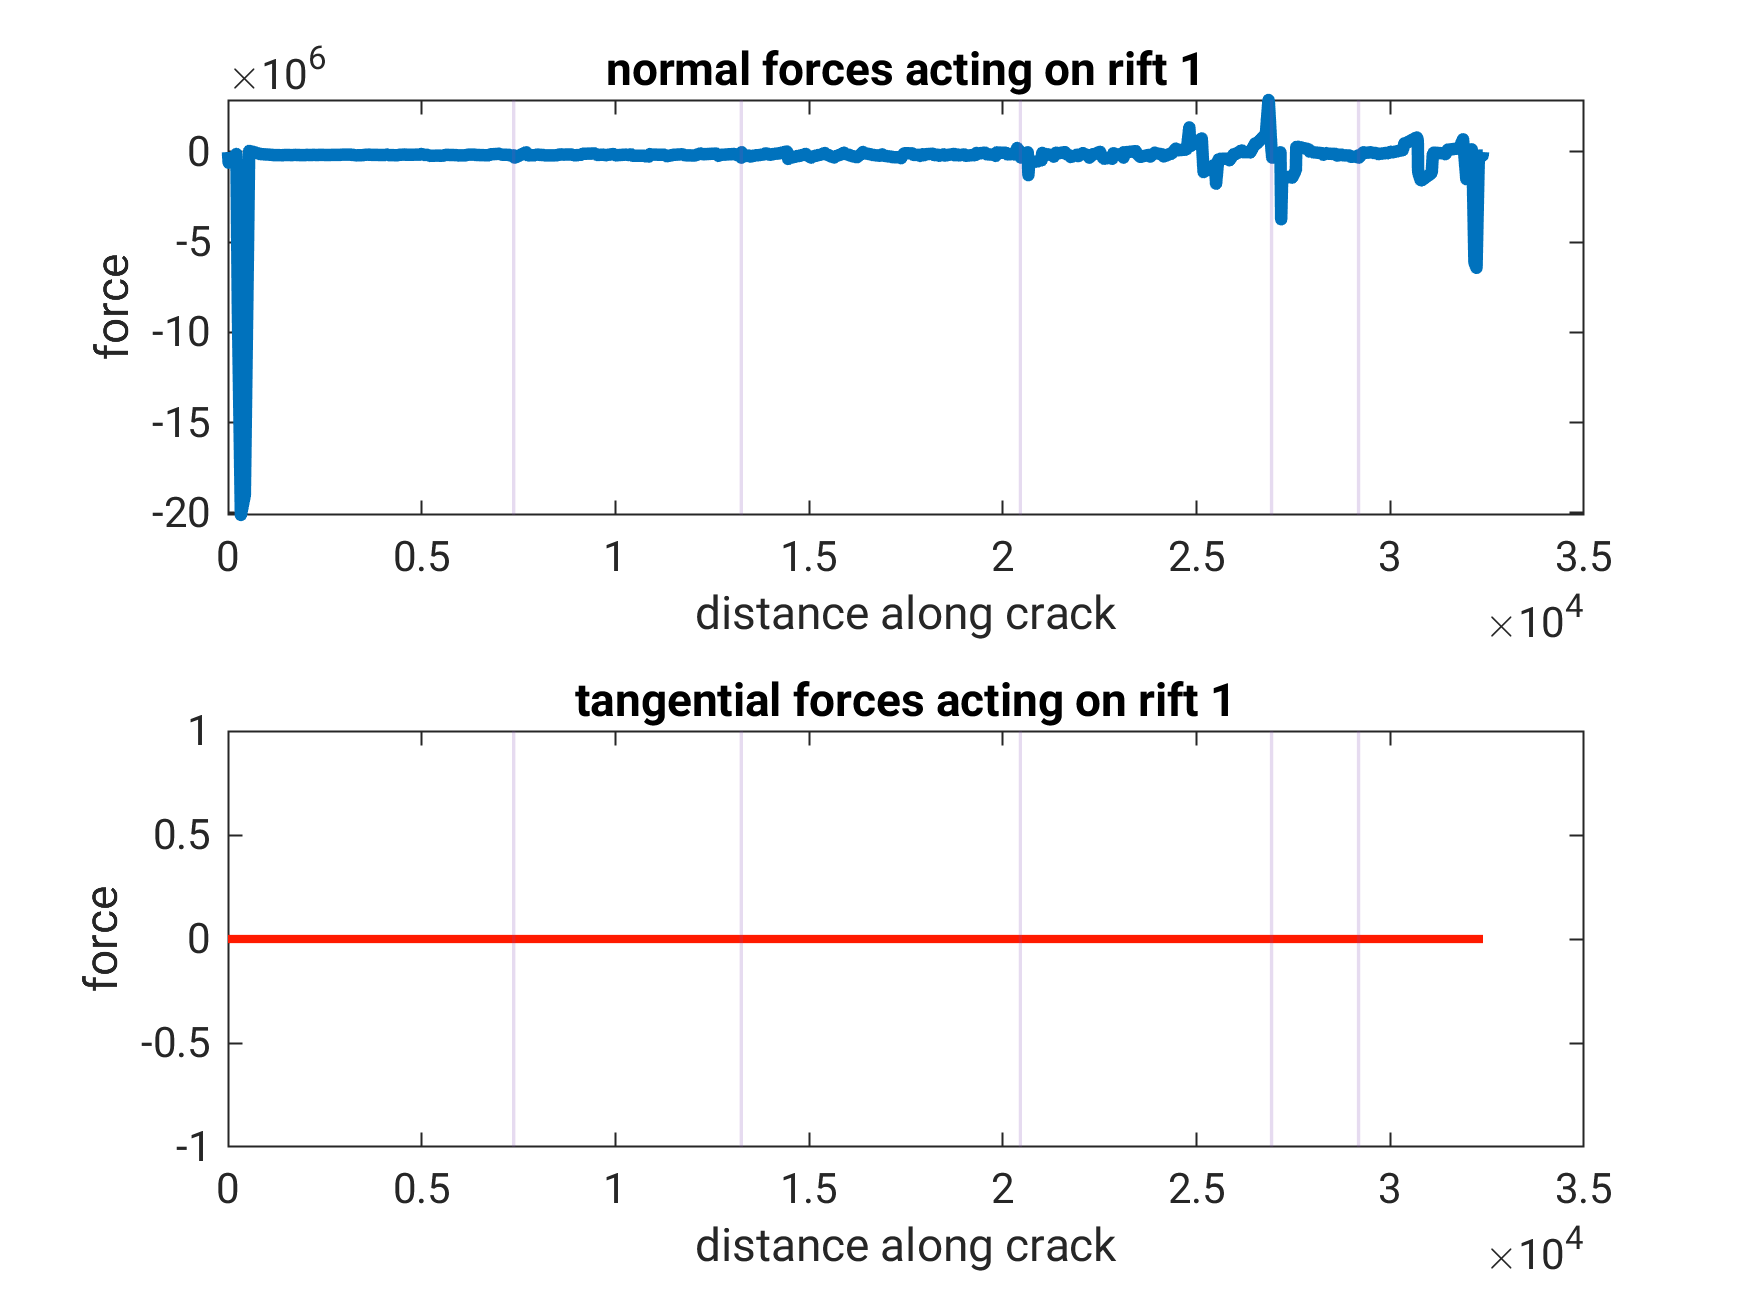 ×10^6
normal forces acting on rift 1
0
-5
-10
-15
-20
force
0 0.5 1 1.5 2 2.5 3 3.5
distance along crack
×10^4
tangential forces acting on rift 1
1
0.5
0
-0.5
-1
force
0 0.5 1 1.5 2 2.5 3 3.5
distance along crack
×10^4